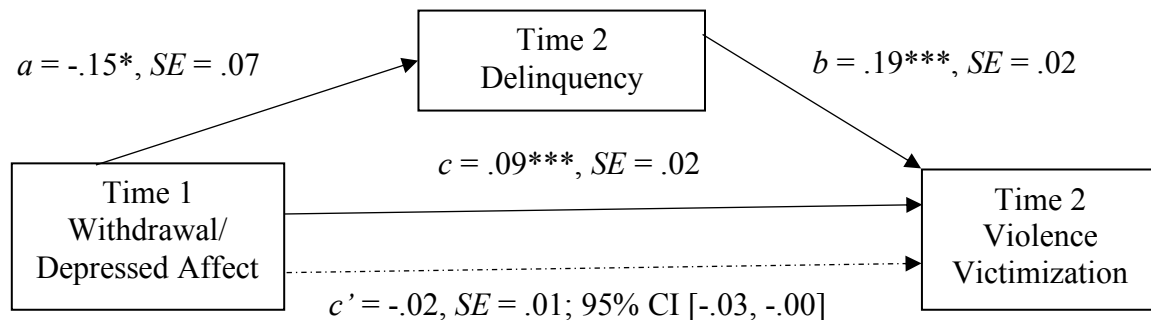 Time 2
Delinquency
a = -.15*, SE = .07
b = .19***, SE = .02
c = .09***, SE = .02
Time 1
Withdrawal/
Depressed Affect
Time 2
Violence
Victimization
c’ = -.02, SE = .01; 95% CI [-.03, -.00]